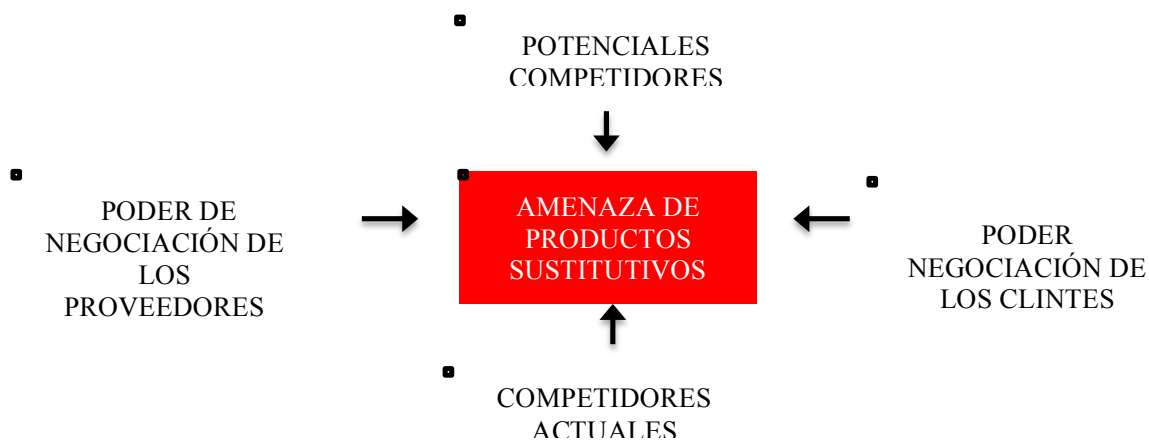 POTENCIALES
COMPETIDORES
PODER DE
NEGOCIACIÓN DE
LOS
PROVEEDORES
AMENAZA DE
PRODUCTOS
SUSTITUTIVOS
PODER
NEGOCIACIÓN DE
LOS CLINTES
COMPETIDORES
ACTUALES